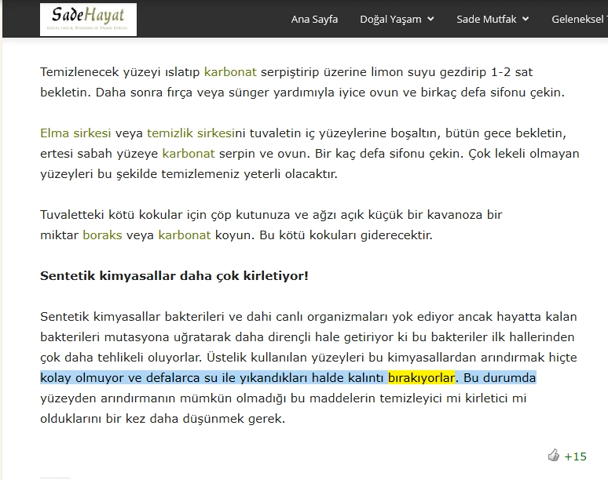 SadeHayat
Ana Sayfa Doğal Yaşam Sade Mutfak Geleneksel
Temizlenecek yüzeyi ıslatıp karbonat serpiştirip üzerine limon suyu gezdirip 1-2 sat
bekletin. Daha sonra fırça veya sünger yardımıyla iyice ovun ve birkaç defa sifonu çekin.
Elma sirkesi veya temizlik sirkesini tuvaletin iç yüzeylerine boşaltın, bütün gece bekletin,
ertesi sabah yüzeye karbonat serpin ve ovun. Bir kaç defa sifonu çekin. Çok lekeli olmayan
yüzeyleri bu şekilde temizlemeniz yeterli olacaktır.
Tuvaletteki kötü kokular için çöp kutunuza ve ağzı açık küçük bir kavanoza bir
miktar boraks veya karbonat koyun. Bu kötü kokuları giderecektir.
Sentetik kimyasallar daha çok kirletiyor!
Sentetik kimyasallar bakterileri ve dahi canlı organizmaları yok ediyor ancak hayatta kalan
bakterileri mutasyona uğratarak daha dirençli hale getiriyor ki bu bakteriler ilk hallerinden
çok daha tehlikeli oluyorlar. Üstelik kullanılan yüzeyleri bu kimyasallardan arındırmak hiçte
kolay olmuyor ve defalarca su ile yıkandıkları halde kalıntı bırakıyorlar. Bu durumda
yüzeyden arındırmanın mümkün olmadığı bu maddelerin temizleyici mi kirletici mi
olduklarını bir kez daha düşünmek gerek.
+15